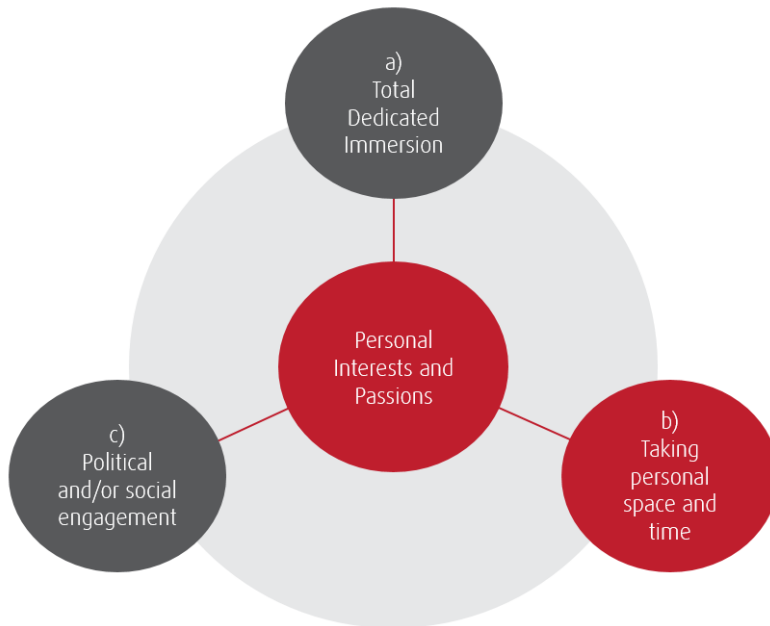 a)
Total
Dedicated
Immersion
Personal
Interests and
Passions
c)
Political
and/or social
engagement
b)
Taking
personal
space and
time